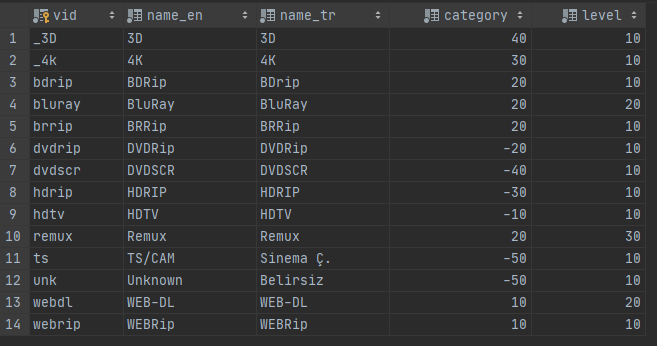 vid name_en name_tr category level
1 _3D 3D 3D 40 10
2 _4k 4K 4K 30 10
3 bdrip BDRip BDrip 20 10
4 bluray BluRay BluRay 20 20
5 brrip BRRip BRRip 20 10
6 dvdrip DVDRip DVDRip -20 10
7 dvdscr DVDSCR DVDSCR -40 10
8 hdrip HDRIP HDRIP -30 10
9 hdtv HDTV HDTV -10 10
10 remux Remux Remux 20 30
11 ts TS/CAM Sinema Ç. -50 10
12 unk Unknown Belirsiz -50 10
13 webdl WEB-DL WEB-DL 10 20
14 webrip WEBRip WEBRip 10 10